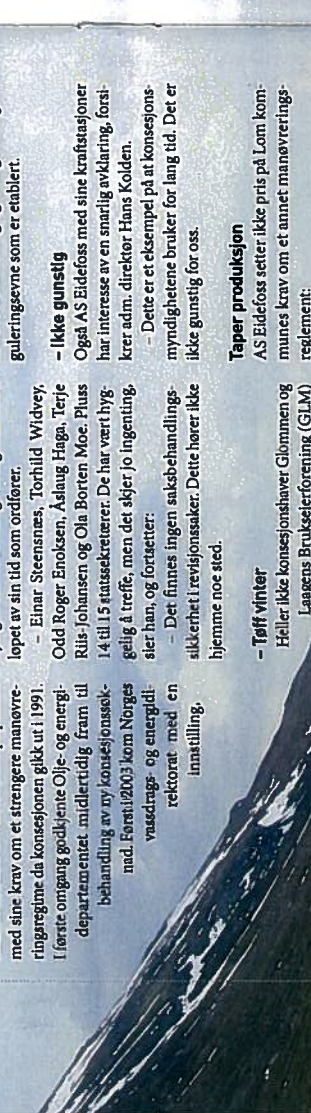 med sine krav om et strengere manøvre-
ringsregime da konsesjonen gikk ut i 1991.
I første omgang godkjente Olje- og energi-
departementet midlertidig fram til
behandling av ny konsesjonssøk-
nad. Først i 2003 kom Norges
vassdrags- og energidi-
rektorat med en
innstilling.
løpet av sin tid som ordfører.
– Einar Steensnæs, Torhild Widvey,
Odd Roger Enoksen, Åslaug Haga, Terje
Riis-Johansen og Ola Borten Moe. Pluss
14 til 15 statssekretærer. De har vært hyg-
gelig å treffe, men det skjer jo ingenting,
sier han, og fortsetter:
– Det finnes ingen saksbehandlings-
sikkerhet i revisjonssaker. Dette hører ikke
hjemme noe sted.
– Tøff vinter
Heller ikke konsesjonshaver Glommen og
Laagens Brukseierforening (GLM)
guleringsevne som er etablert.
– Ikke gunstig
Også AS Eidefoss med sine kraftstasjoner
har interesse av en snarlig avklaring, forsi-
krer adm. direktør Hans Kolden.
– Dette er et eksempel på at konsesjons-
myndighetene bruker for lang tid. Det er
ikke gunstig for oss.
Taper produksjon
AS Eidefoss setter ikke pris på Lom kom-
munes krav om et annet manøvrerings-
reglement: